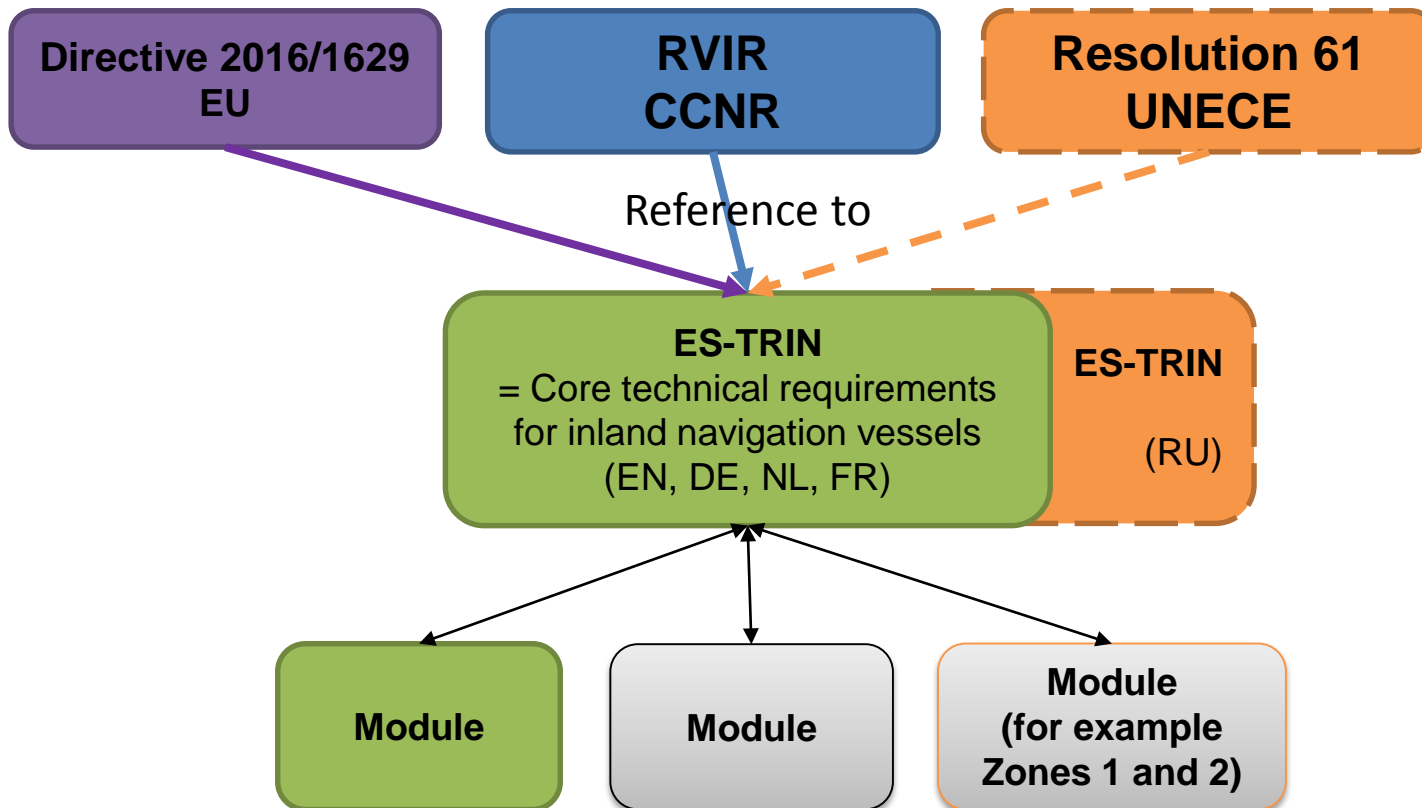 Directive 2016/1629
EU
RVIR
CCNR
Resolution 61
UNECE
Reference to
ES-TRIN
= Core technical requirements
for inland navigation vessels
(EN, DE, NL, FR)
ES-TRIN
(RU)
Module
Module
Module
(for example
Zones 1 and 2)